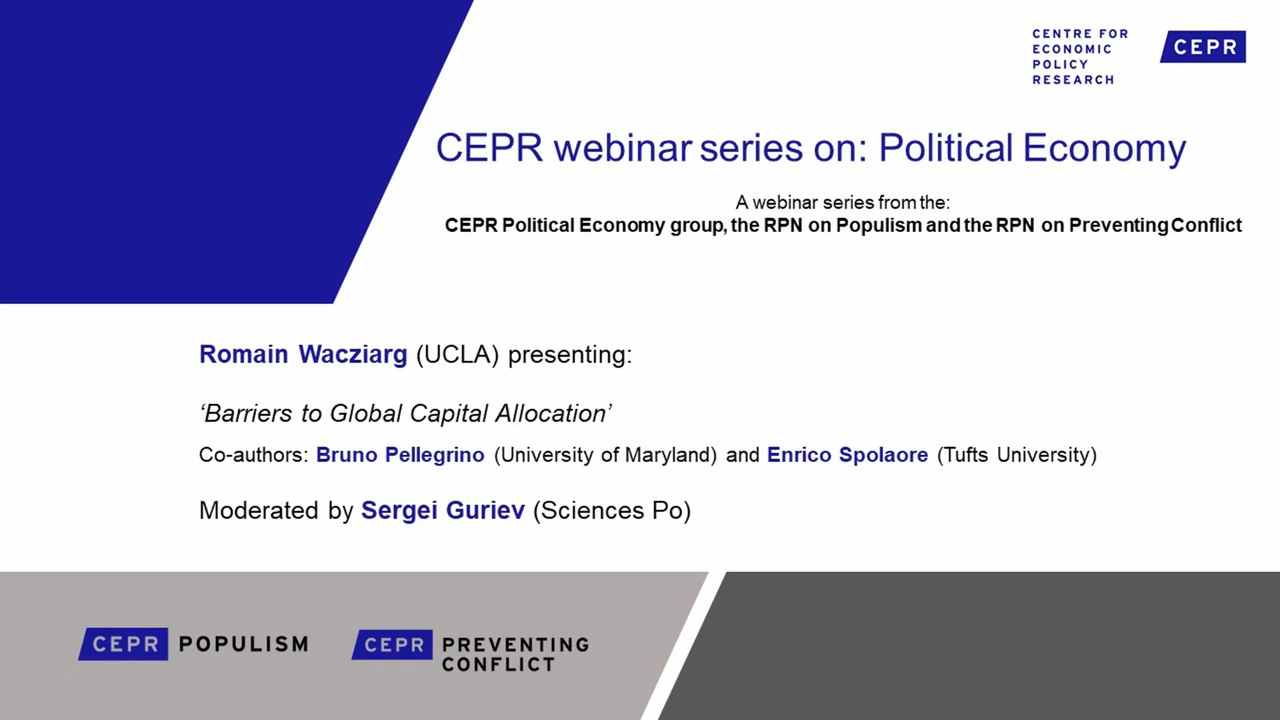 CENTRE FOR
ECONOMIC
POLICY
RESEARCH
CEPR
CEPR webinar series on: Political Economy
A webinar series from the:
CEPR Political Economy group, the RPN on Populism and the RPN on Preventing Conflict
Romain Wacziarg (UCLA) presenting:
‘Barriers to Global Capital Allocation’
Co-authors: Bruno Pellegrino (University of Maryland) and Enrico Spolaore (Tufts University)
Moderated by Sergei Guriev (Sciences Po)
CEPR POPULISM
CEPR PREVENTING
CONFLICT